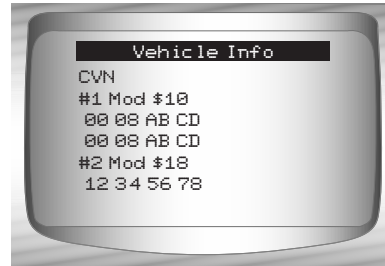 Vehicle Info
CVN
#1 Mod $10
00 08 AB CD
00 08 AB CD
#2 Mod $18
12 34 56 78